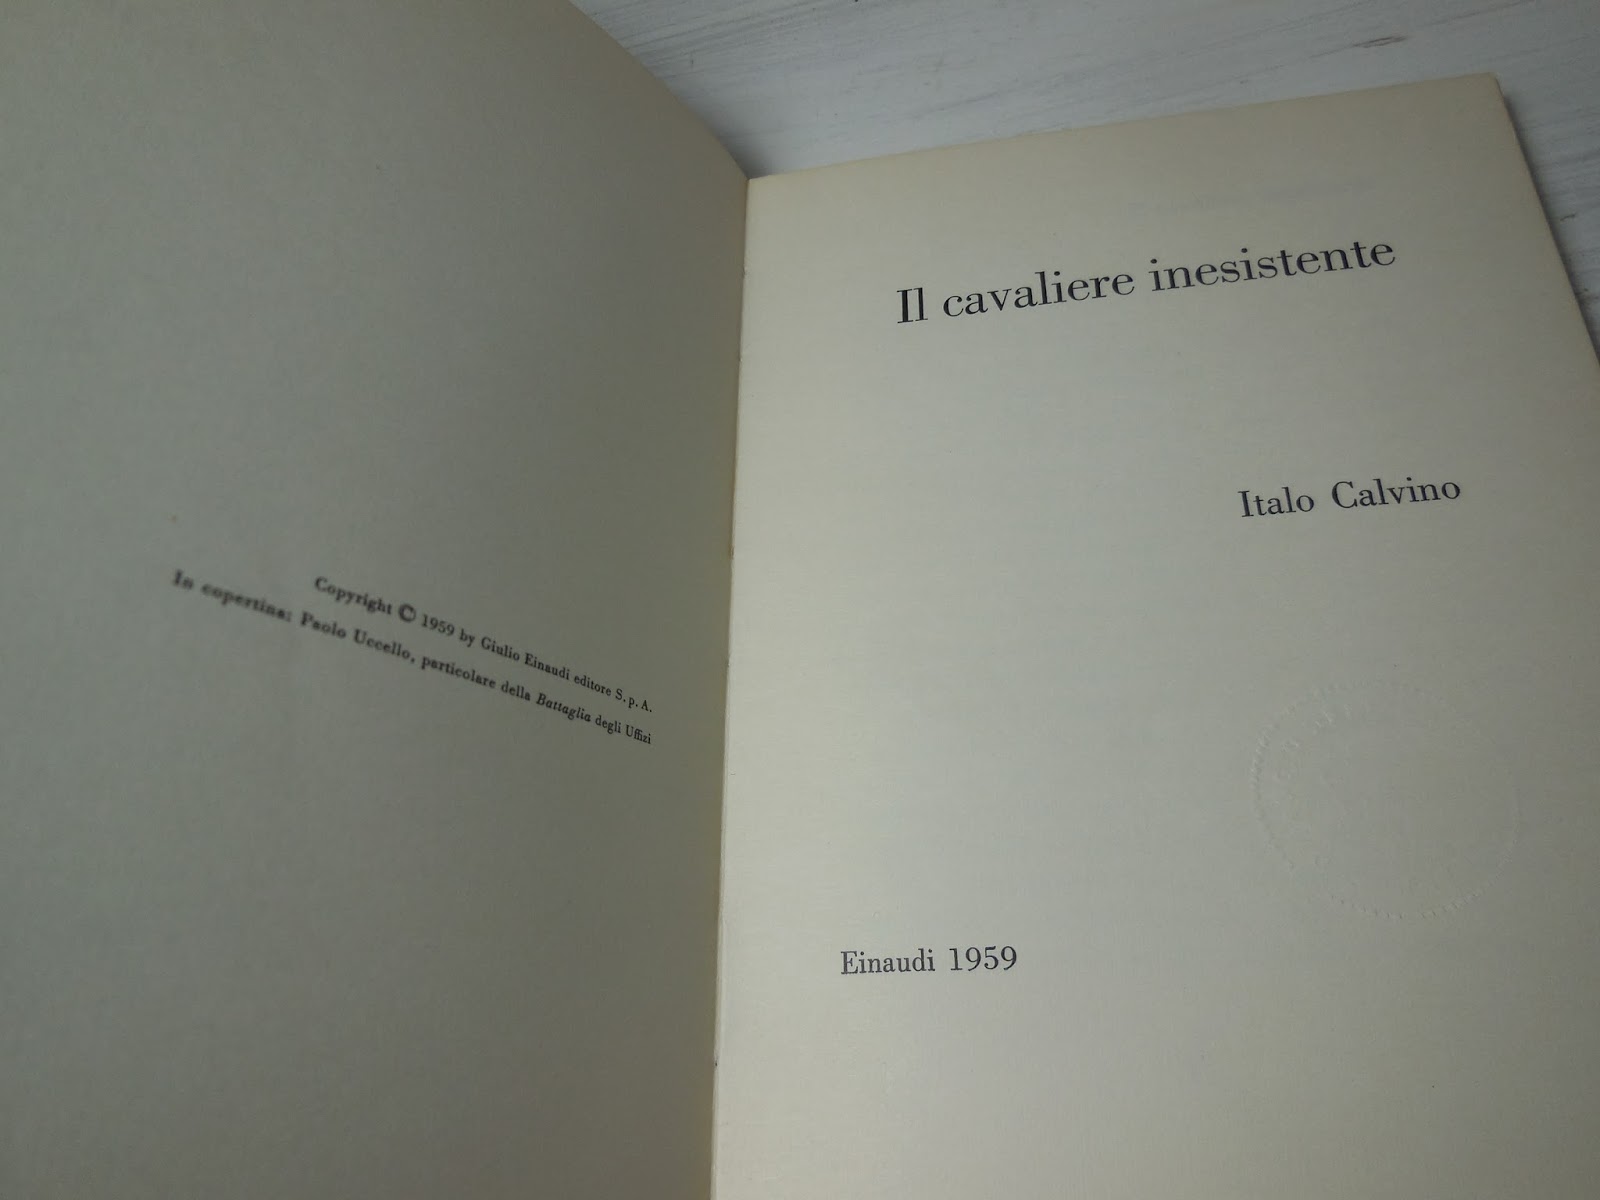 Copyright © 1959 by Giulio Einaudi editore S. p. A.
In copertina: Paolo Uccello, particolare della Battaglia degli Uffizi
Il cavaliere inesistente
Italo Calvino
Einaudi 1959